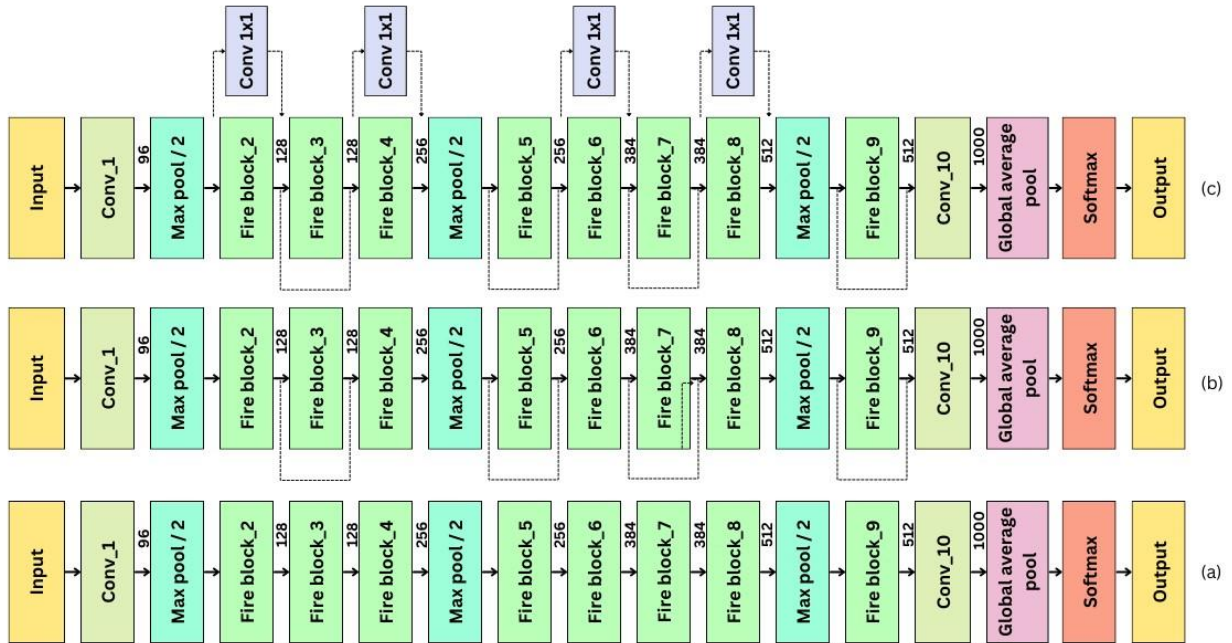 Conv 1x1
Conv 1x1
Conv 1x1
Conv 1x1
Input
Conv_1
96
Max pool / 2
Fire block_2
128
Fire block_3
128
Fire block_4
256
Max pool / 2
Fire block_5
256
Fire block_6
384
Fire block_7
384
Fire block_8
512
Max pool / 2
Fire block_9
512
Conv_10
1000
Global average
pool
Softmax
Output
(c)
Input
Conv_1
96
Max pool / 2
Fire block_2
128
Fire block_3
128
Fire block_4
256
Max pool / 2
Fire block_5
256
Fire block_6
384
Fire block_7
384
Fire block_8
512
Max pool / 2
Fire block_9
512
Conv_10
1000
Global average
pool
Softmax
Output
(b)
Input
Conv_1
96
Max pool / 2
Fire block_2
128
Fire block_3
128
Fire block_4
256
Max pool / 2
Fire block_5
256
Fire block_6
384
Fire block_7
384
Fire block_8
512
Max pool / 2
Fire block_9
512
Conv_10
1000
Global average
pool
Softmax
Output
(a)